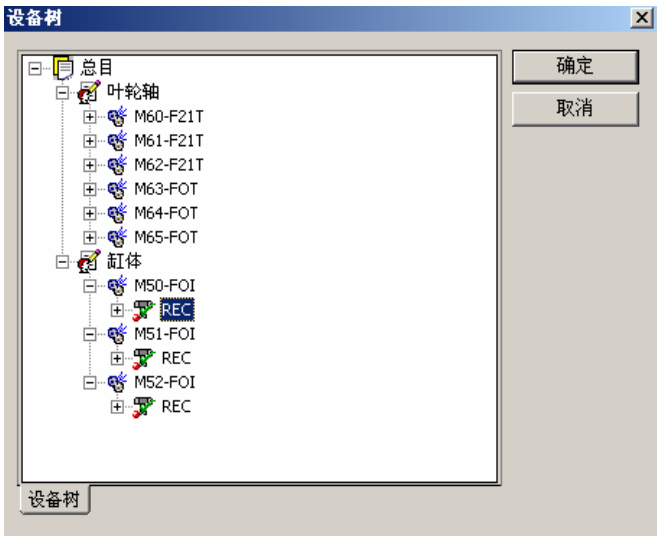 设备树
总目
叶轮轴
M60-F21T
M61-F21T
M62-F21T
M63-FOT
M64-FOT
M65-FOT
缸体
M50-FOI
REC
M51-FOI
REC
M52-FOI
REC
设备树
确定
取消